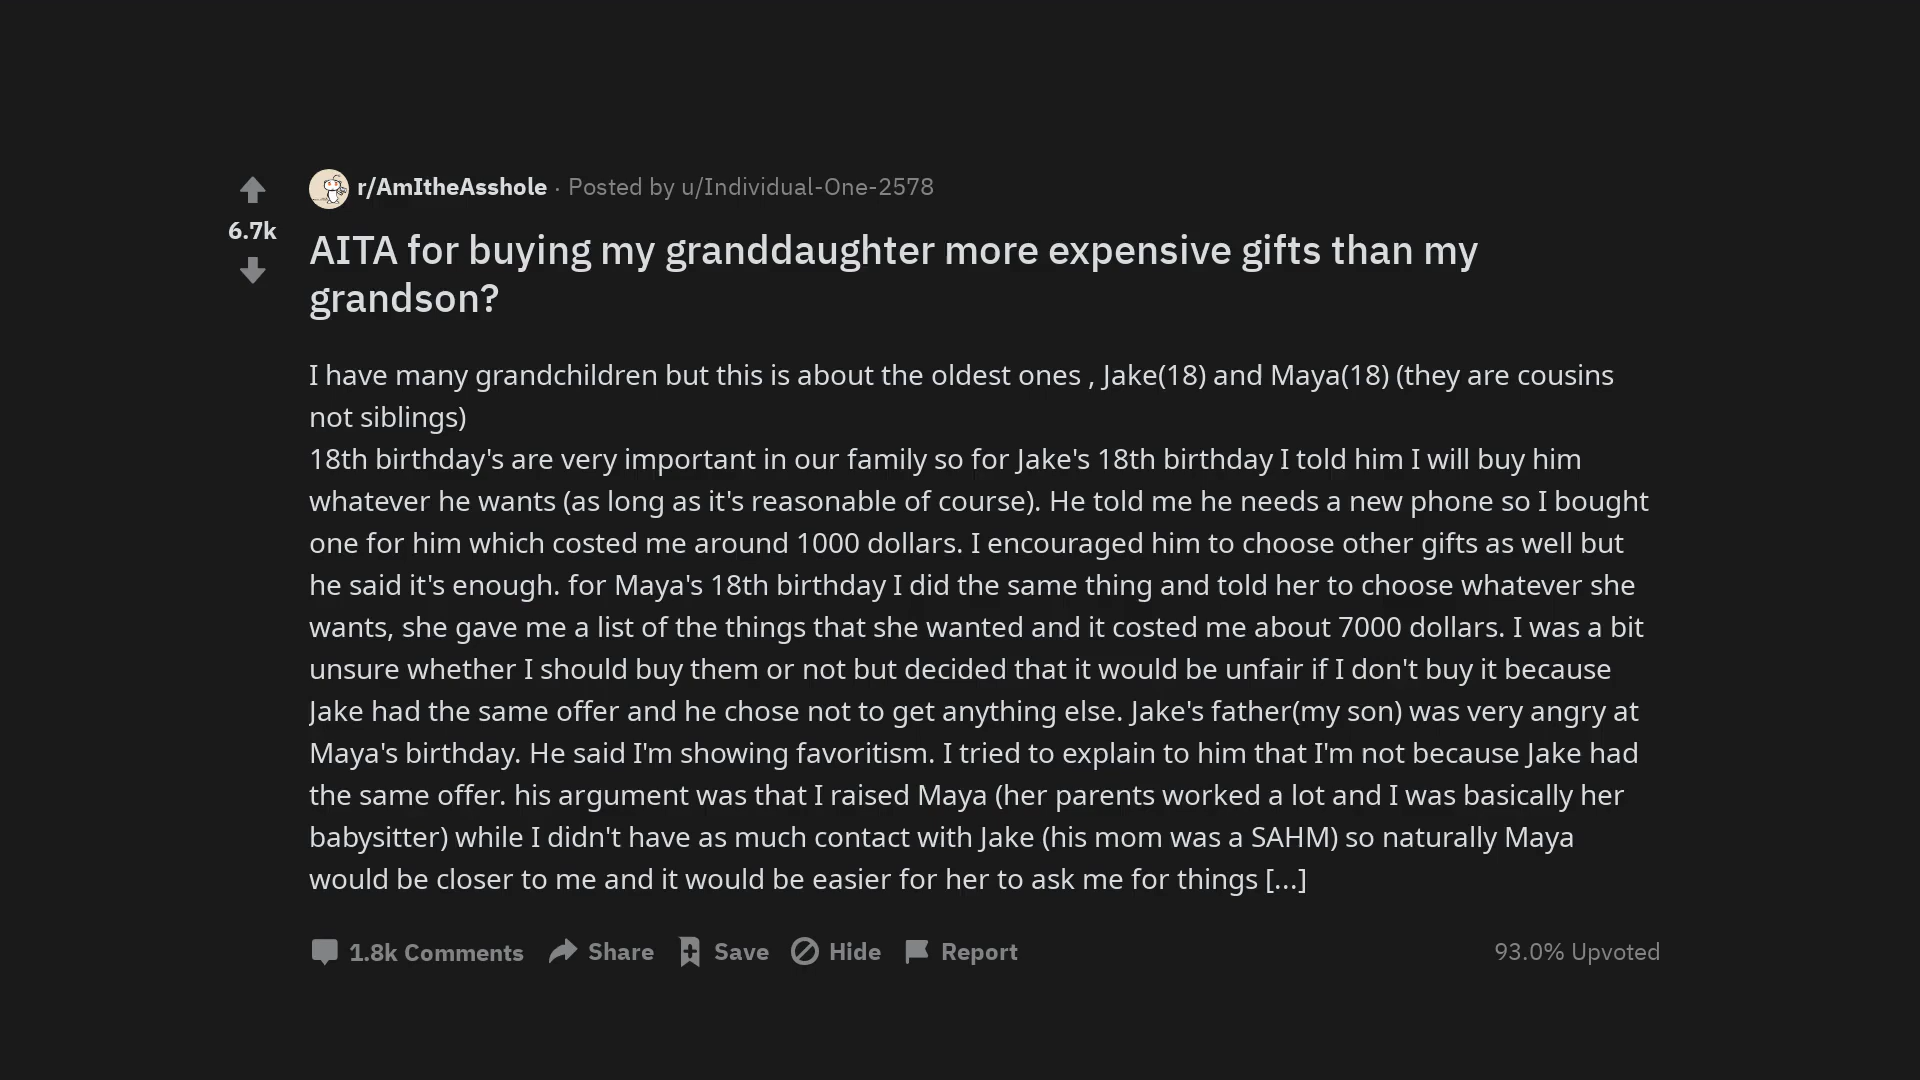 r/AmItheAsshole · Posted by u/Individual-One-2578
6.7k
AITA for buying my granddaughter more expensive gifts than my
grandson?
I have many grandchildren but this is about the oldest ones , Jake(18) and Maya(18) (they are cousins
not siblings)
18th birthday's are very important in our family so for Jake's 18th birthday I told him I will buy him
whatever he wants (as long as it's reasonable of course). He told me he needs a new phone so I bought
one for him which costed me around 1000 dollars. I encouraged him to choose other gifts as well but
he said it's enough. for Maya's 18th birthday I did the same thing and told her to choose whatever she
wants, she gave me a list of the things that she wanted and it costed me about 7000 dollars. I was a bit
unsure whether I should buy them or not but decided that it would be unfair if I don't buy it because
Jake had the same offer and he chose not to get anything else. Jake's father(my son) was very angry at
Maya's birthday. He said I'm showing favoritism. I tried to explain to him that I'm not because Jake had
the same offer. his argument was that I raised Maya (her parents worked a lot and I was basically her
babysitter) while I didn't have as much contact with Jake (his mom was a SAHM) so naturally Maya
would be closer to me and it would be easier for her to ask me for things [...]
1.8k Comments Share Save Hide Report 93.0% Upvoted